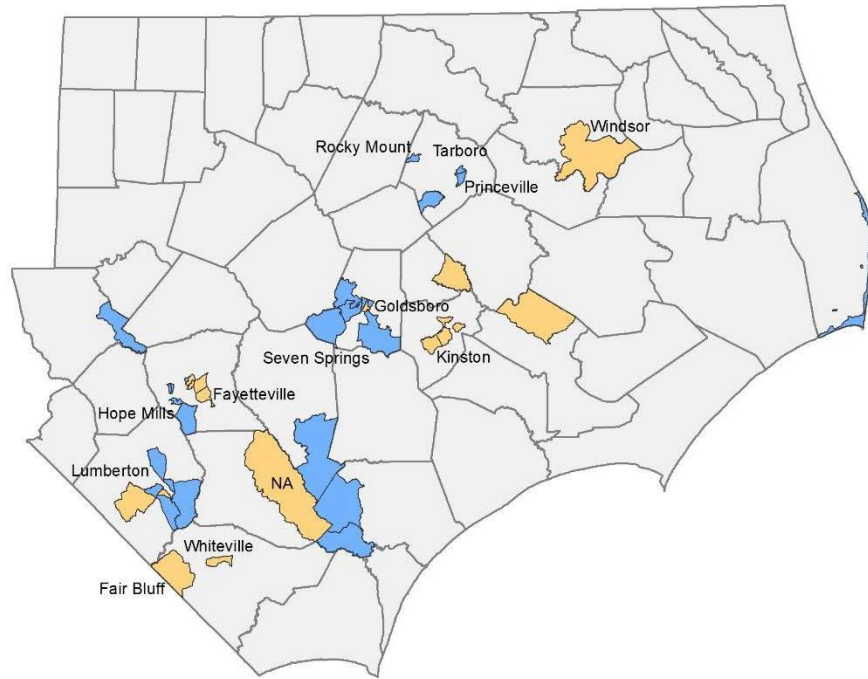 Windsor
Rocky Mount
Tarboro
Princeville
Goldsboro
Seven Springs
Kinston
Fayetteville
Hope Mills
Lumberton
NA
Whiteville
Fair Bluff